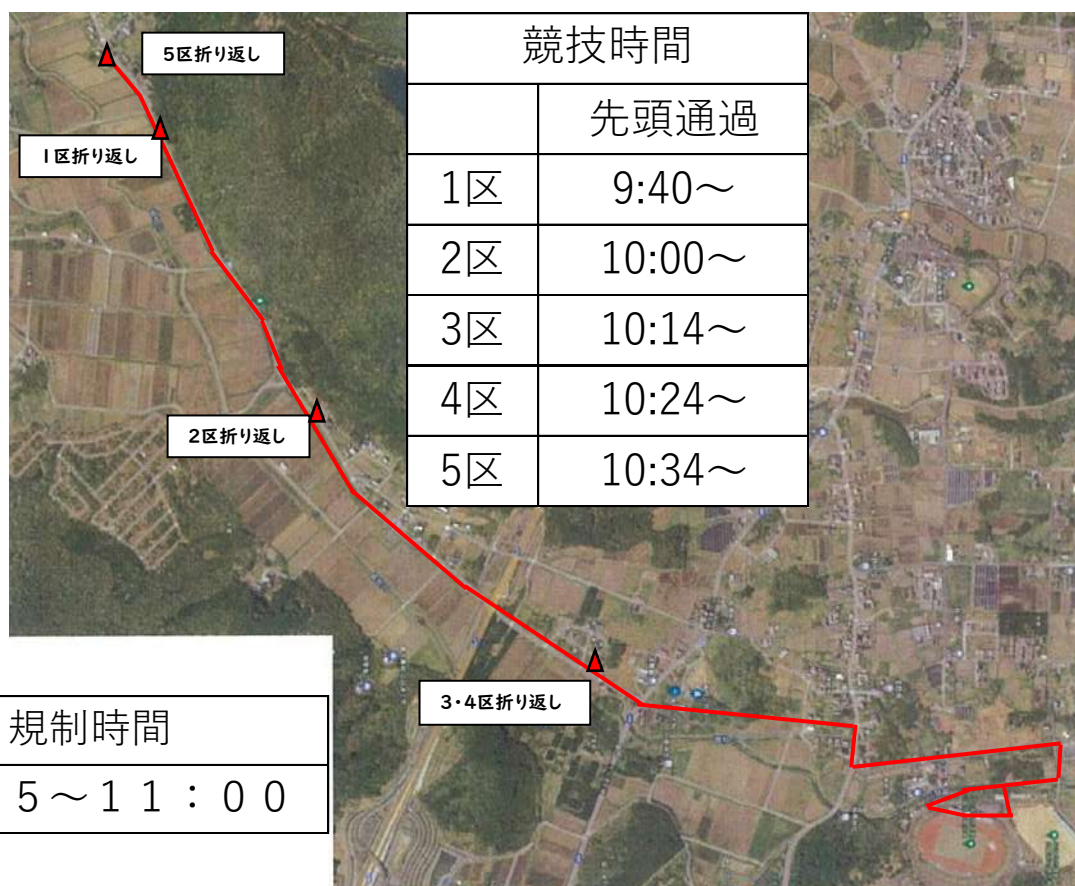 競技時間
先頭通過
1区 9:40～
2区 10:00～
3区 10:14～
4区 10:24～
5区 10:34～
5区折り返し
1区折り返し
2区折り返し
3・4区折り返し
規制時間
5～11：00